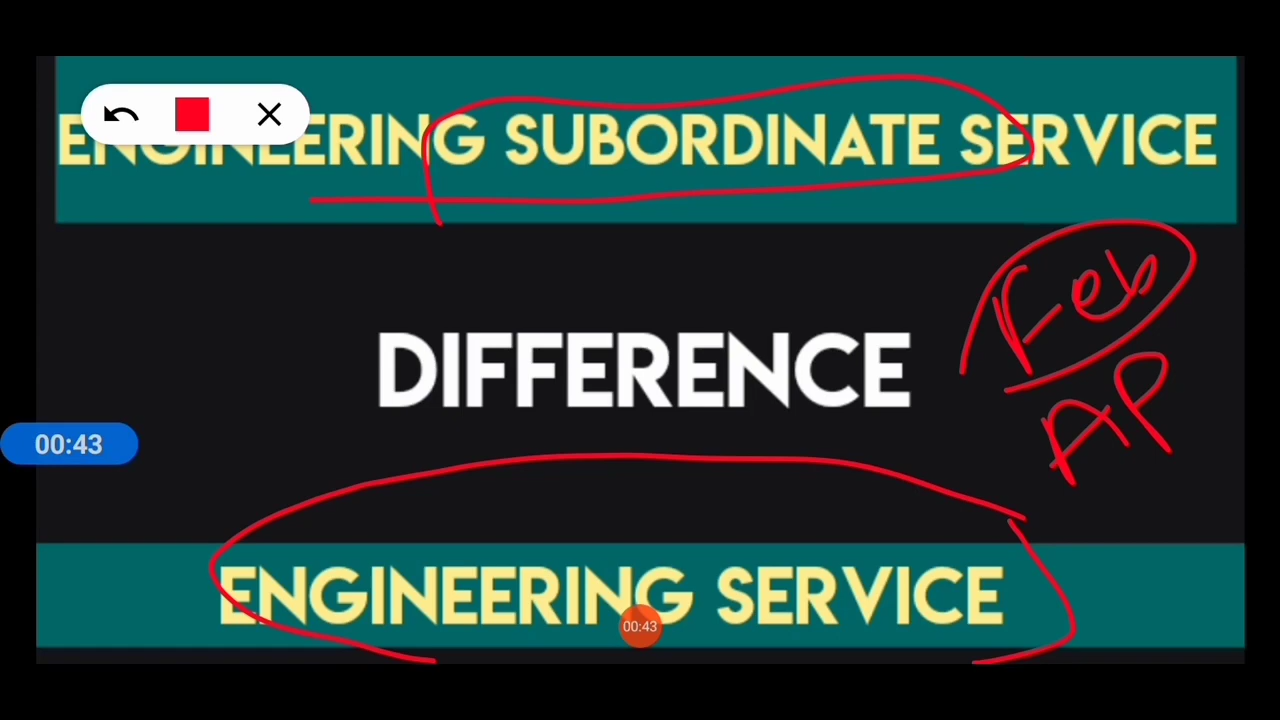 ENGINEERING SUBORDINATE SERVICE
Feb
DIFFERENCE
AP
00:43
ENGINEERING SERVICE
00:43